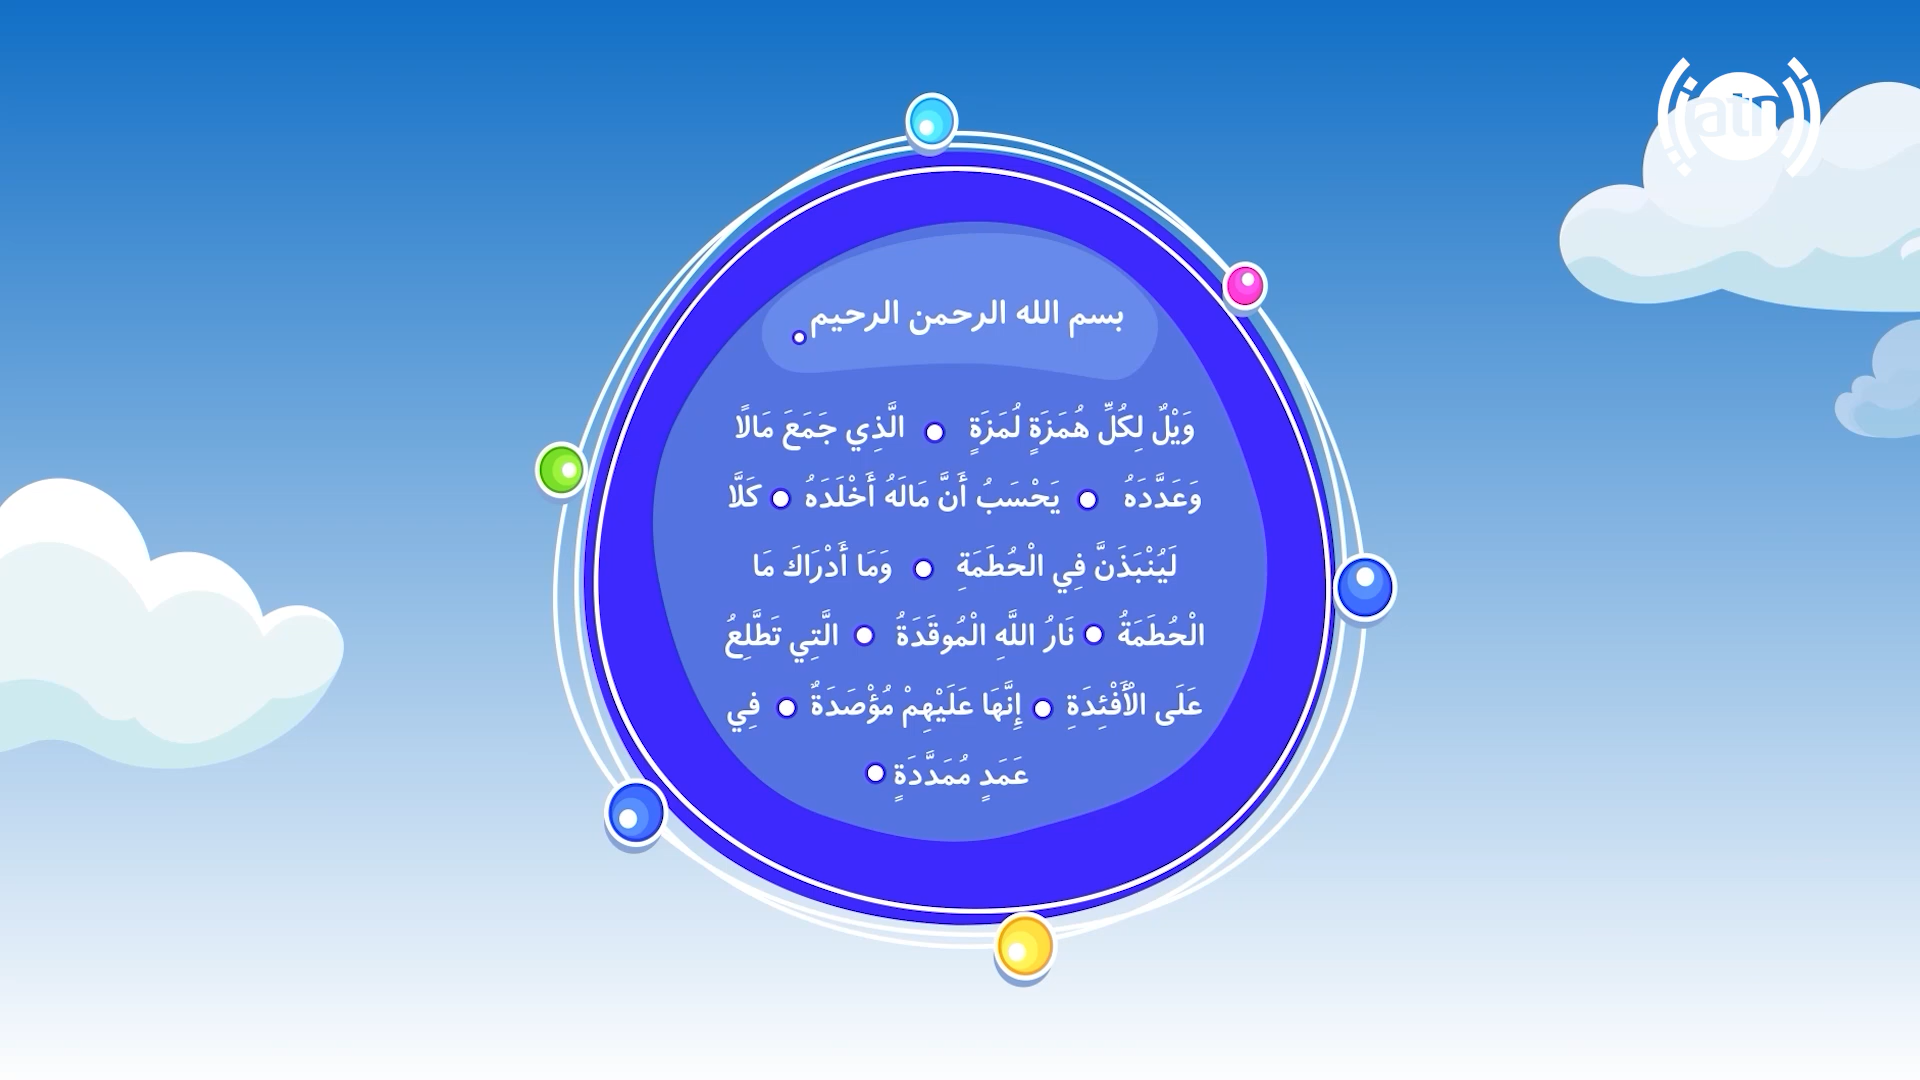 atn
بسم الله الرحمن الرحيم
وَيْلٌ لِكُلِّ هُمَزَةٍ لُمَزَةٍ الَّذِي جَمَعَ مَالًا
وَعَدَّدَهُ يَحْسَبُ أَنَّ مَالَهُ أَخْلَدَهُ كَلَّا
لَيُنْبَذَنَّ فِي الْحُطَمَةِ وَمَا أَدْرَاكَ مَا
الْحُطَمَةُ نَارُ اللَّهِ الْمُوقَدَةُ الَّتِي تَطَّلِعُ
عَلَى الْأَفْئِدَةِ إِنَّهَا عَلَيْهِمْ مُؤْصَدَةٌ فِي
عَمَدٍ مُمَدَّدَةٍ